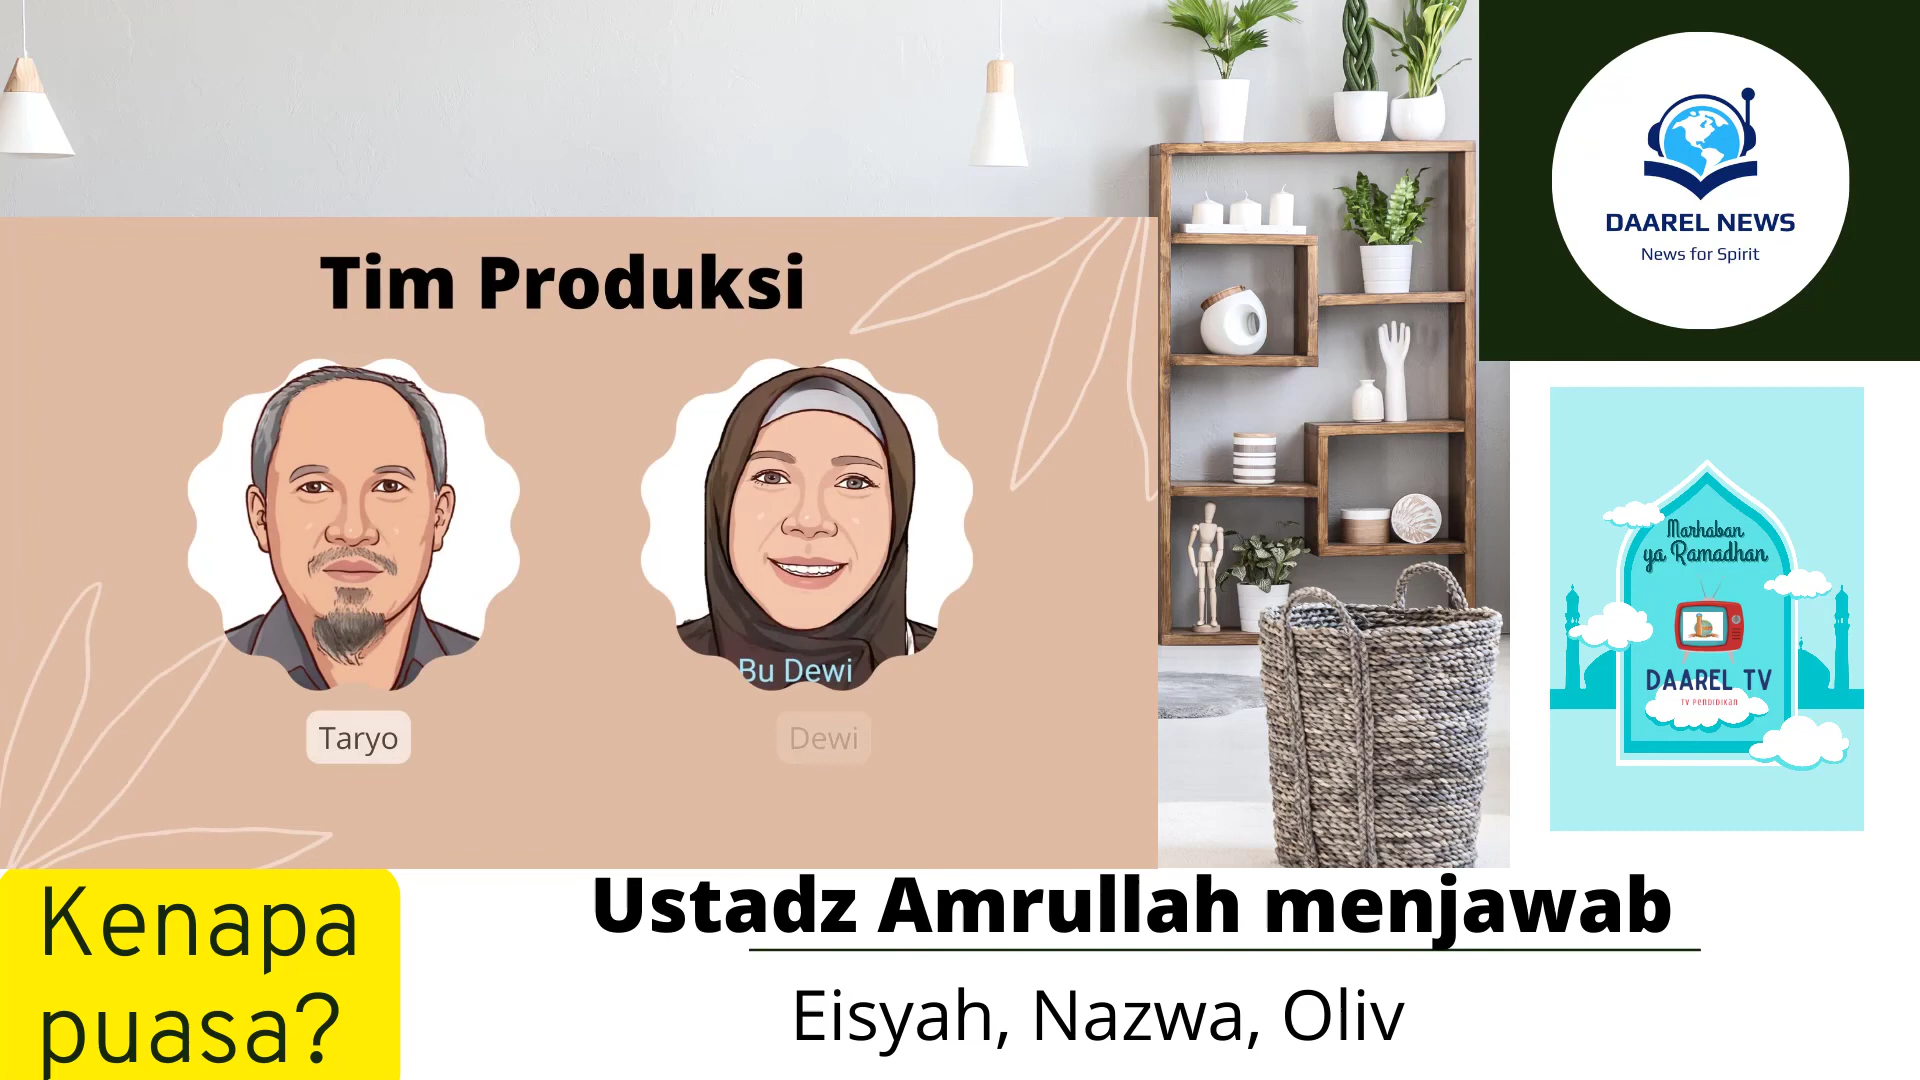 Tim Produksi
Bu Dewi
Taryo
Dewi
DAAREL NEWS
News for Spirit
Marhaban
ya Ramadhan
DAAREL TV
TV PENDIDIKAN
Kenapa
puasa?
Ustadz Amrullah menjawab
Eisyah, Nazwa, Oliv